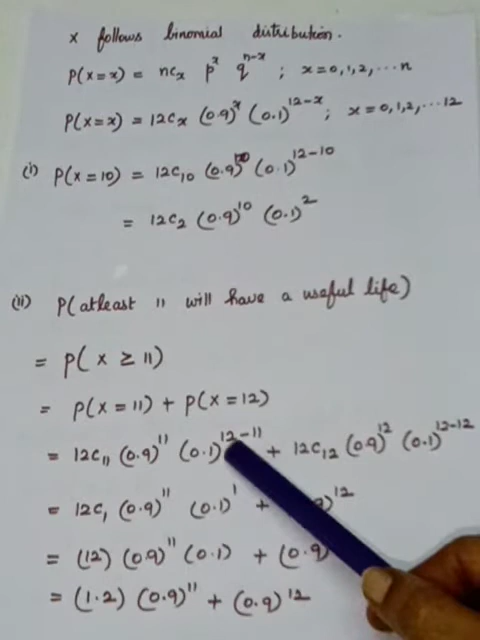 x follows binomial distribution.
P(x=x) = ncₓ pˣ qⁿ⁻ˣ ; x=0,1,2,...n
P(x=x) = 12cₓ (0.9)ˣ (0.1)¹²⁻ˣ ; x=0,1,2,...12
(i) P(x=10) = 12c₁₀ (0.9)¹⁰ (0.1)¹²⁻¹⁰
= 12c₂ (0.9)¹⁰ (0.1)²
(ii) P(atleast 11 will have a useful life)
= P(x ≥ 11)
= P(x=11) + P(x=12)
= 12c₁₁ (0.9)¹¹ (0.1)¹²⁻¹¹ + 12c₁₂ (0.9)¹² (0.1)¹²⁻¹²
= 12c₁ (0.9)¹¹ (0.1)¹ + 9)¹²
= (12) (0.9)¹¹ (0.1) + (0.9
= (1.2) (0.9)¹¹ + (0.9)¹²